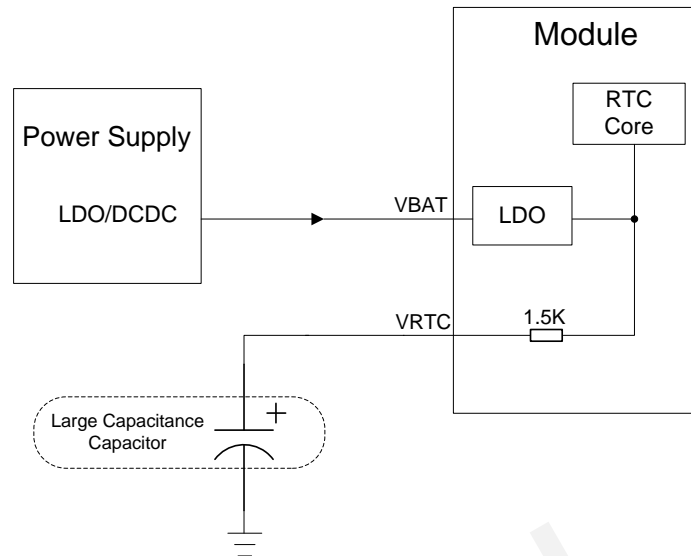 Module
RTC
Core
Power Supply
LDO/DCDC
VBAT
LDO
VRTC
1.5K
Large Capacitance
Capacitor
+